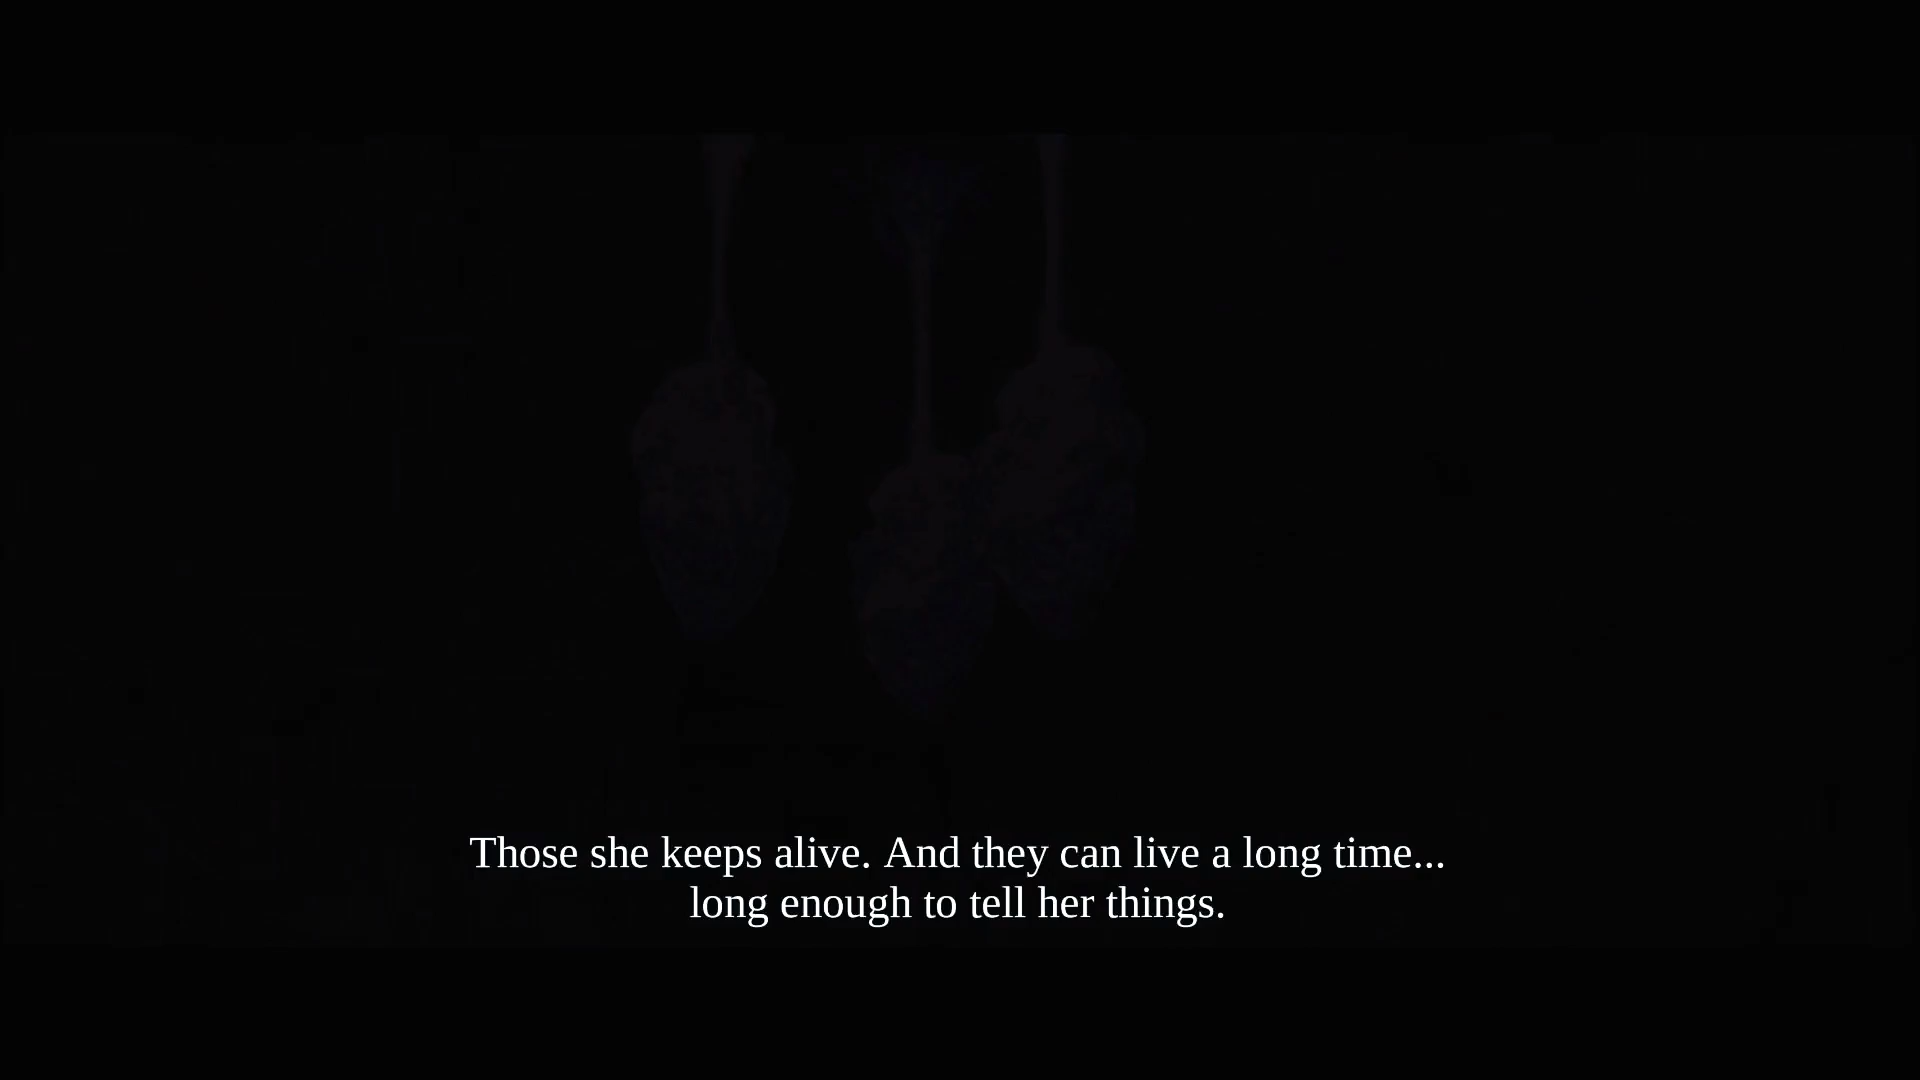 Those she keeps alive. And they can live a long time...
long enough to tell her things.